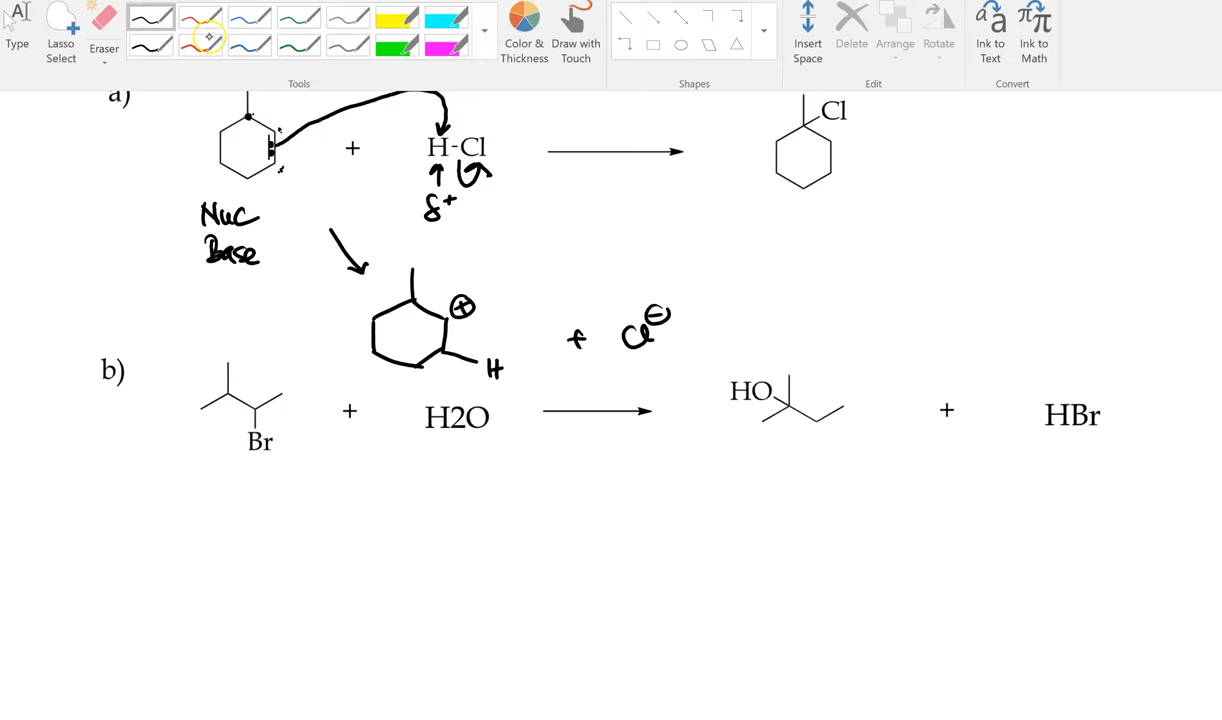 A
Type
Lasso
Select
Eraser
Color &
Thickness
Draw with
Touch
Insert
Space
Delete
Arrange
Rotate
a a
Ink to
Text
π π
Ink to
Math
Tools
Shapes
Edit
Convert
a)
+
H-Cl
Cl
δ+
Nuc
Base
+
H
+
Cl
−
b)
Br
+
H2O
HO
+
HBr